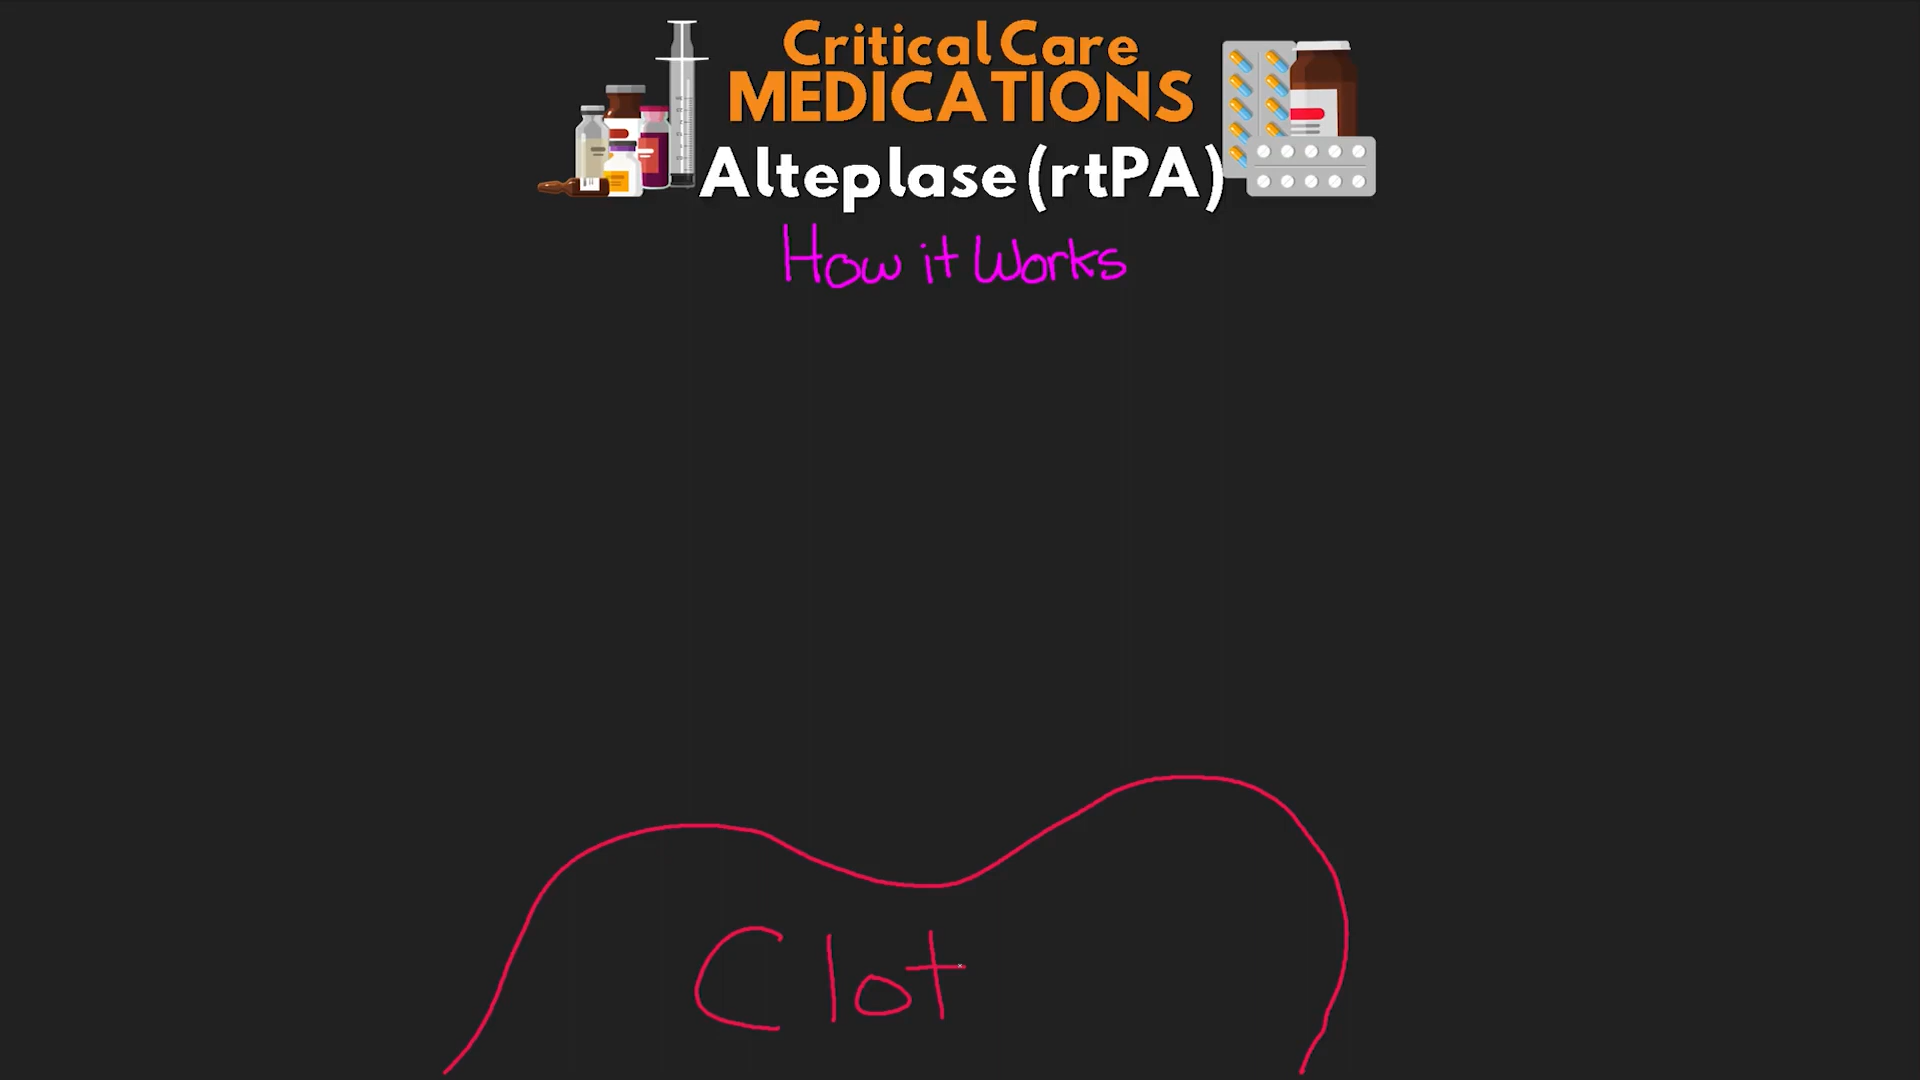 Critical Care
MEDICATIONS
Alteplase (rtPA)
How it Works
Clot